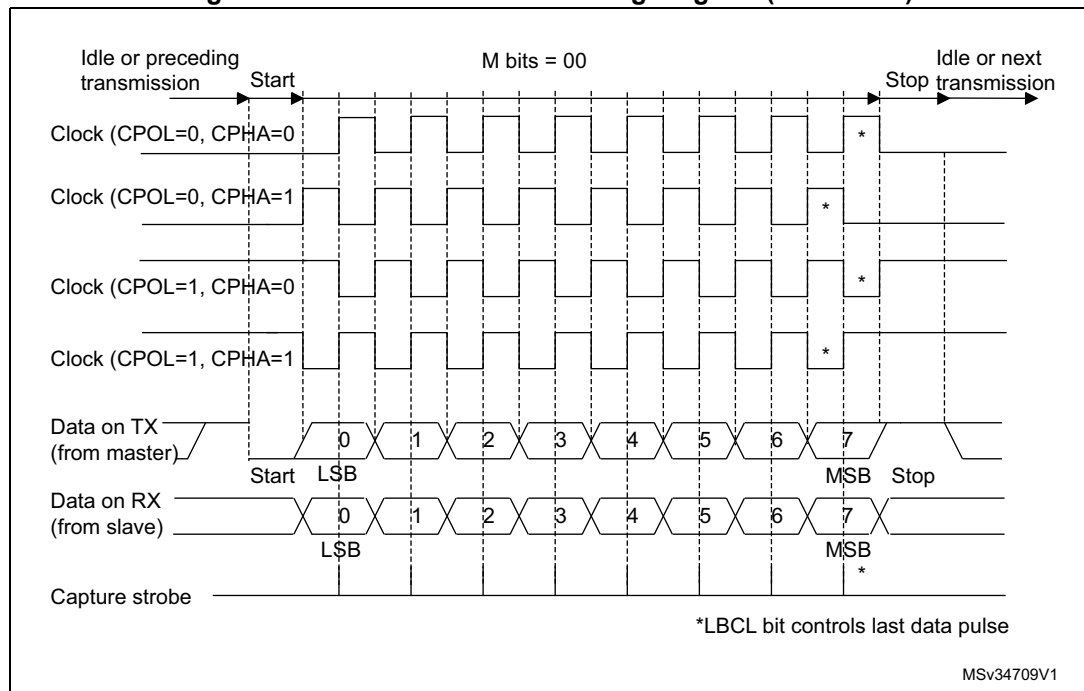 Idle or preceding
transmission
Start
M bits = 00
Stop
Idle or next
transmission
Clock (CPOL=0, CPHA=0
*
Clock (CPOL=0, CPHA=1
*
Clock (CPOL=1, CPHA=0
*
Clock (CPOL=1, CPHA=1
*
Data on TX
(from master)
0 1 2 3 4 5 6 7
Start LSB MSB Stop
Data on RX
(from slave)
0 1 2 3 4 5 6 7
LSB MSB
*
Capture strobe
*LBCL bit controls last data pulse
MSv34709V1